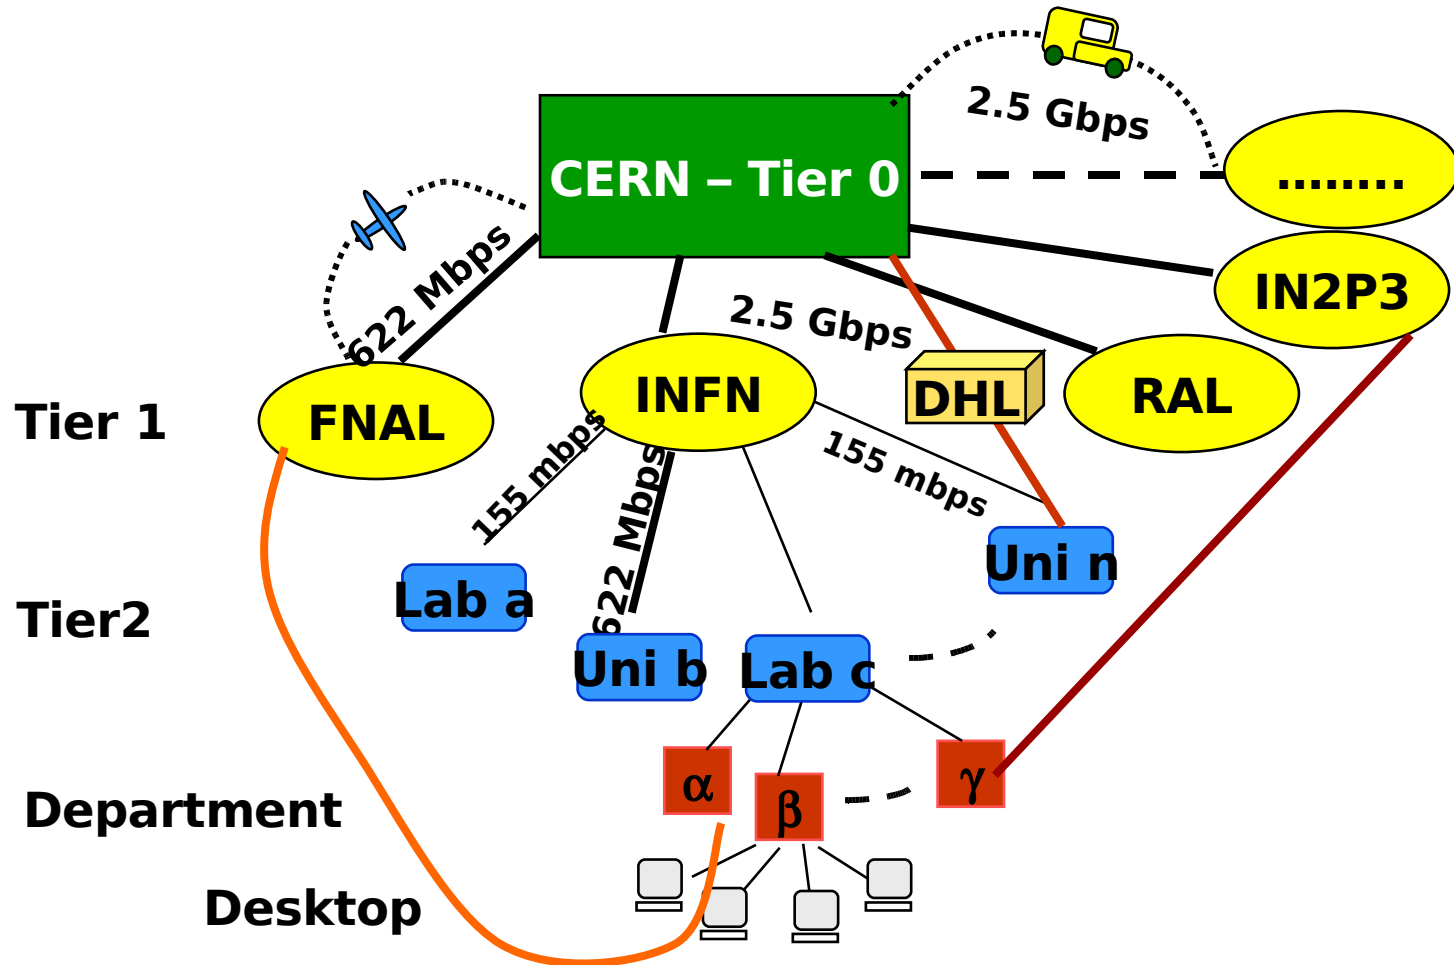 2.5 Gbps
CERN – Tier 0
........
622 Mbps
IN2P3
2.5 Gbps
Tier 1
FNAL
INFN
DHL
RAL
155 mbps
622 Mbps
155 mbps
Tier2
Lab a
Uni b
Lab c
Uni n
Department
α
β
γ
Desktop